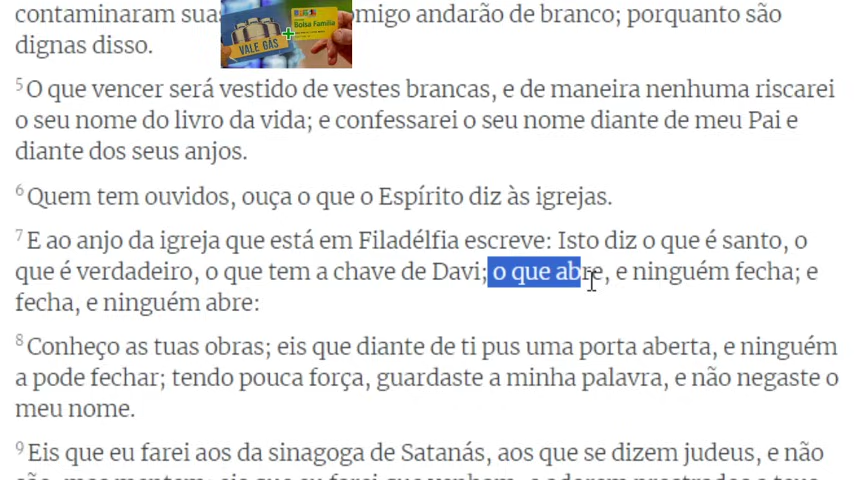 contaminaram suas
omigo andarão de branco; porquanto são
VALE GÁS
Bolsa Família
dignas disso.
5 O que vencer será vestido de vestes brancas, e de maneira nenhuma riscarei
o seu nome do livro da vida; e confessarei o seu nome diante de meu Pai e
diante dos seus anjos.
6 Quem tem ouvidos, ouça o que o Espírito diz às igrejas.
7 E ao anjo da igreja que está em Filadélfia escreve: Isto diz o que é santo, o
que é verdadeiro, o que tem a chave de Davi; o que abre, e ninguém fecha; e
fecha, e ninguém abre:
8 Conheço as tuas obras; eis que diante de ti pus uma porta aberta, e ninguém
a pode fechar; tendo pouca força, guardaste a minha palavra, e não negaste o
meu nome.
9 Eis que eu farei aos da sinagoga de Satanás, aos que se dizem judeus, e não